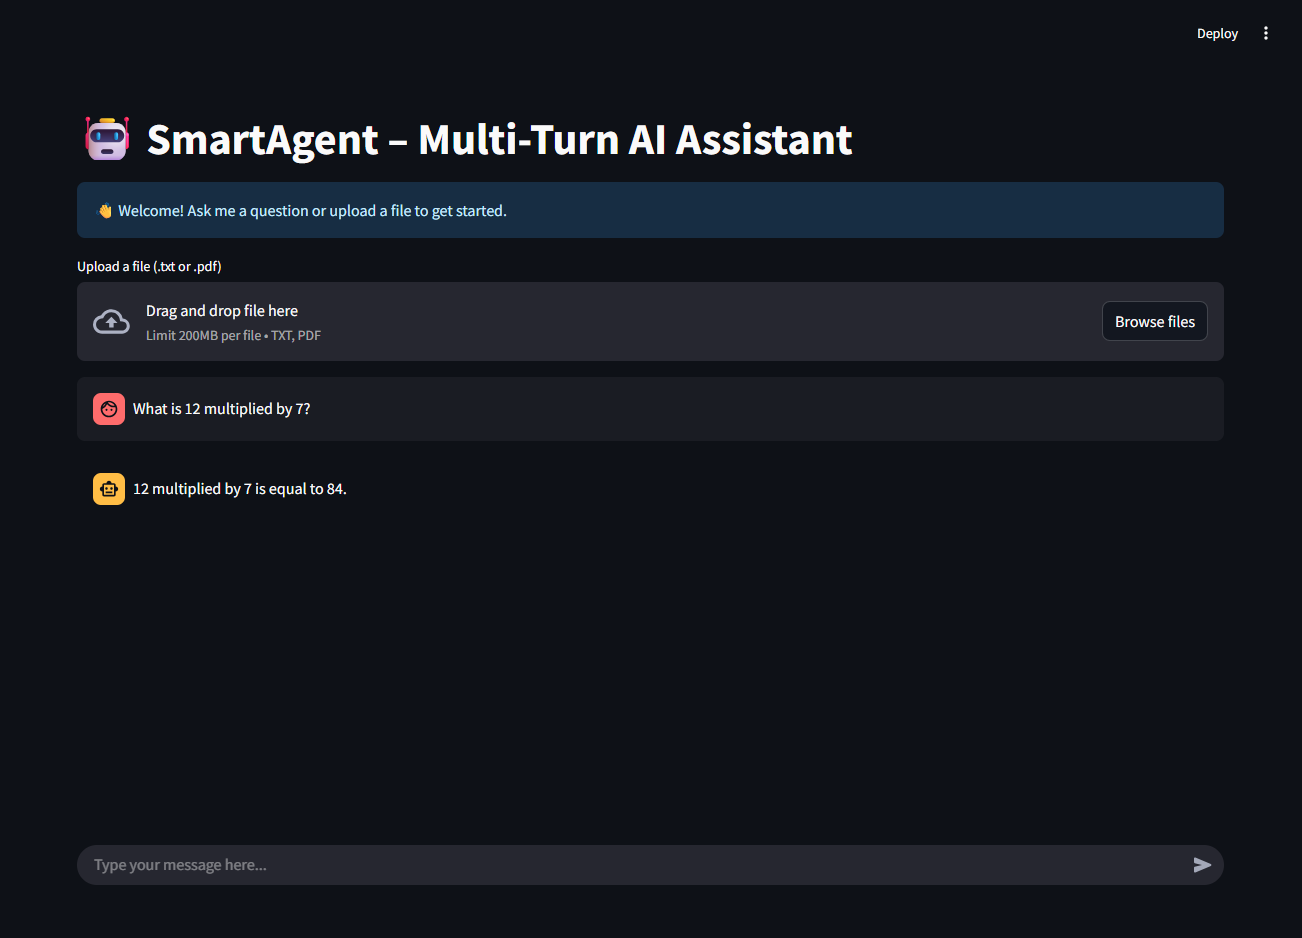 Deploy
SmartAgent – Multi-Turn AI Assistant
👋 Welcome! Ask me a question or upload a file to get started.
Upload a file (.txt or .pdf)
Drag and drop file here
Limit 200MB per file • TXT, PDF
Browse files
What is 12 multiplied by 7?
12 multiplied by 7 is equal to 84.
Type your message here...